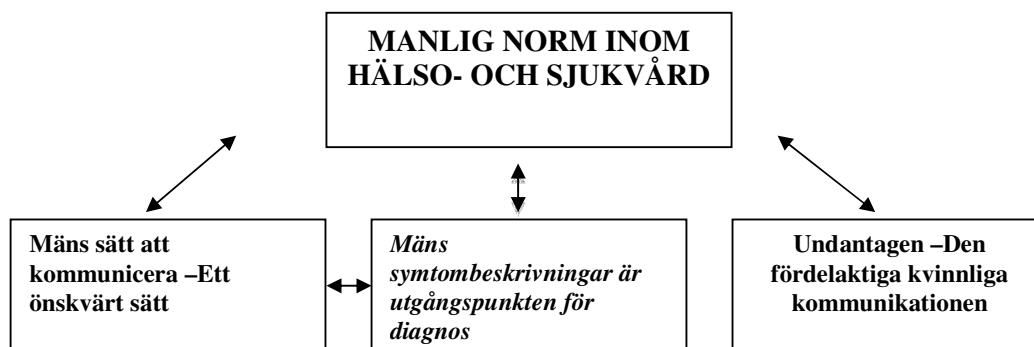 MANLIG NORM INOM
HÄLSO- OCH SJUKVÅRD
Mäns sätt att
kommunicera –Ett
önskvärt sätt
Mäns
symtombeskrivningar är
utgångspunkten för
diagnos
Undantagen –Den
fördelaktiga kvinnliga
kommunikationen